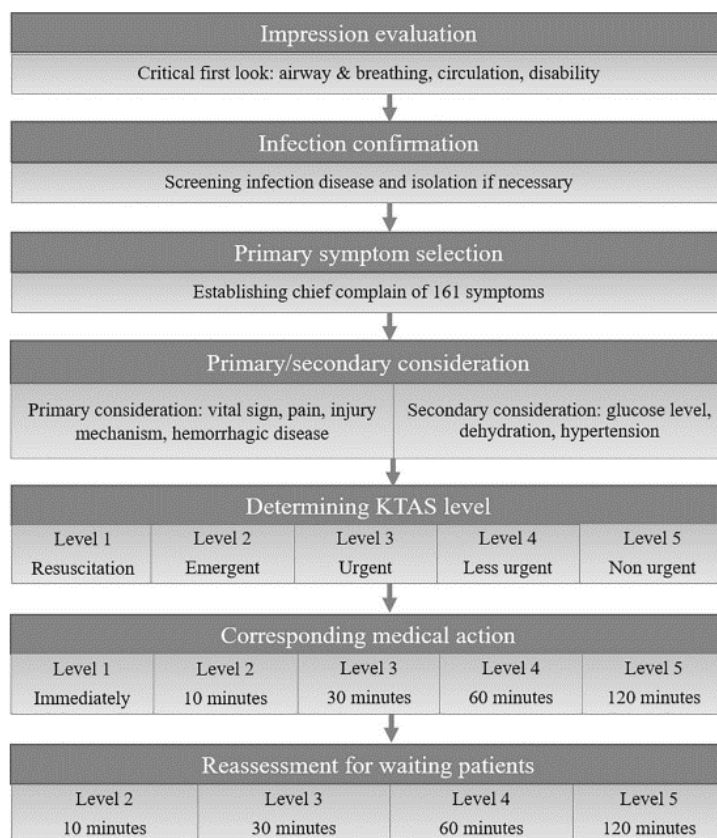 Impression evaluation
Critical first look: airway & breathing, circulation, disability
Infection confirmation
Screening infection disease and isolation if necessary
Primary symptom selection
Establishing chief complain of 161 symptoms
Primary/secondary consideration
Primary consideration: vital sign, pain, injury
mechanism, hemorrhagic disease
Secondary consideration: glucose level,
dehydration, hypertension
Determining KTAS level
Level 1
Resuscitation
Level 2
Emergent
Level 3
Urgent
Level 4
Less urgent
Level 5
Non urgent
Corresponding medical action
Level 1
Immediately
Level 2
10 minutes
Level 3
30 minutes
Level 4
60 minutes
Level 5
120 minutes
Reassessment for waiting patients
Level 2
10 minutes
Level 3
30 minutes
Level 4
60 minutes
Level 5
120 minutes